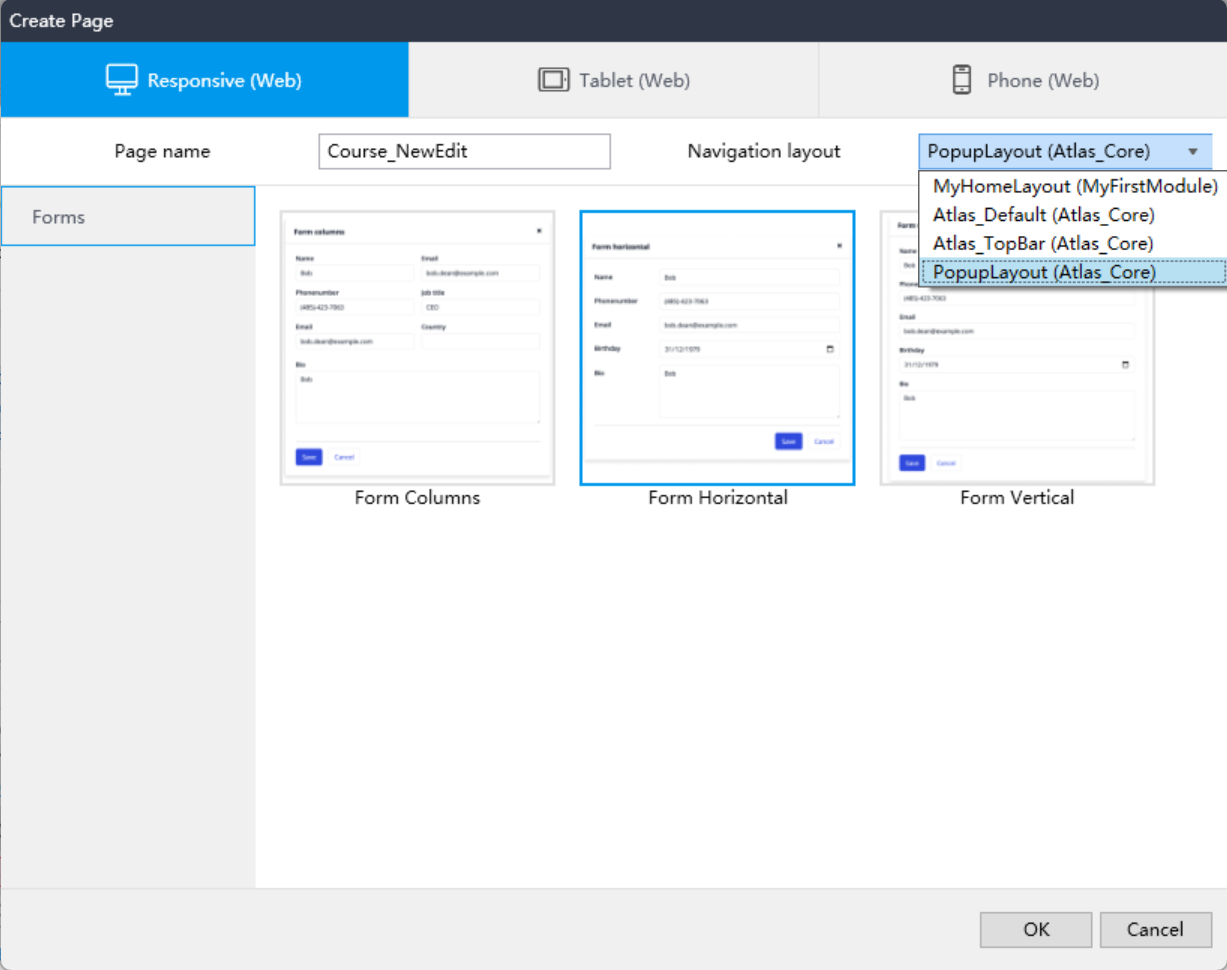 Create Page
Responsive (Web)
Tablet (Web)
Phone (Web)
Page name
Course_NewEdit
Navigation layout
PopupLayout (Atlas_Core)
MyHomeLayout (MyFirstModule)
Atlas_Default (Atlas_Core)
Atlas_TopBar (Atlas_Core)
PopupLayout (Atlas_Core)
Forms
Form columns
Name
Email
Bob
bob.dean@example.com
Phonenumber
Job title
(485)-423-7063
CEO
Email
Country
bob.dean@example.com
Bio
Bob
Save
Cancel
Form Columns
Form horizontal
Name
Bob
Phonenumber
(485)-423-7063
Email
bob.dean@example.com
Birthday
31/12/1979
Bio
Bob
Save
Cancel
Form Horizontal
Form
Name
Bob
(485)-423-7063
Email
bob.dean@example.com
Birthday
31/12/1979
Bio
Bob
Save
Cancel
Form Vertical
OK
Cancel